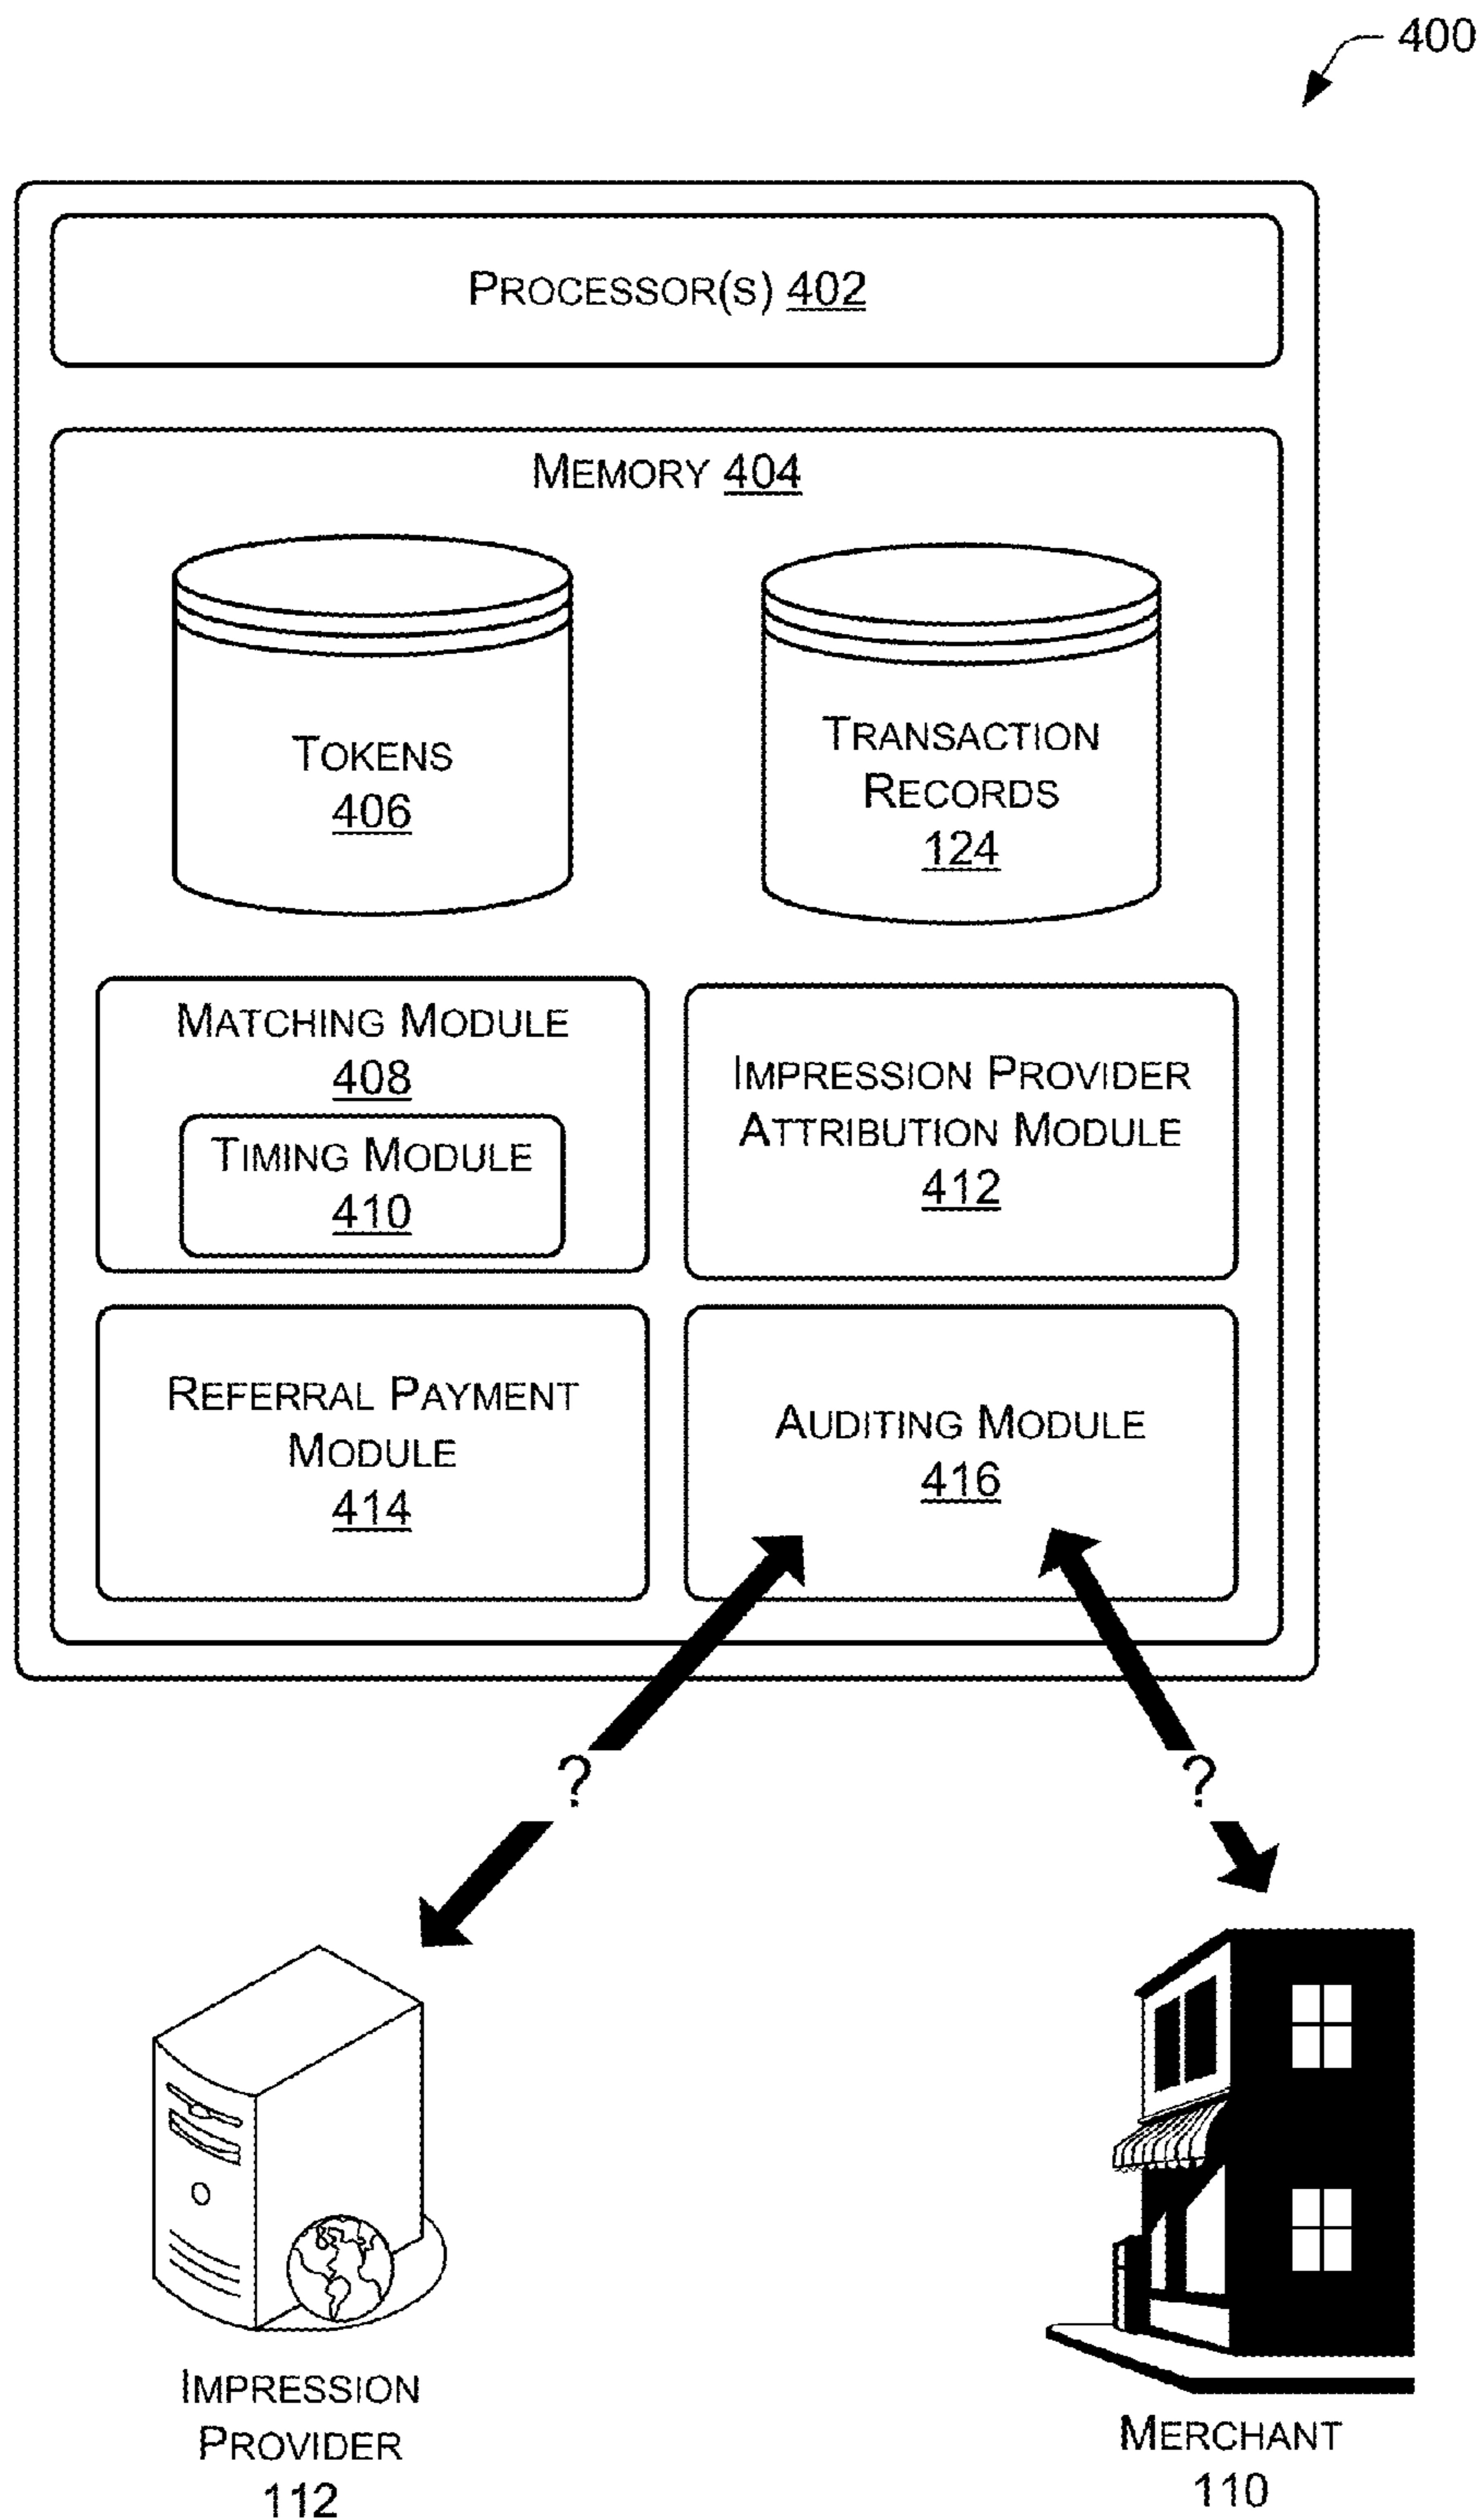 400
PROCESSOR(S) 402
MEMORY 404
TOKENS
406
TRANSACTION
RECORDS
124
MATCHING MODULE
408
TIMING MODULE
410
IMPRESSION PROVIDER
ATTRIBUTION MODULE
412
REFERRAL PAYMENT
MODULE
414
AUDITING MODULE
416
?
?
IMPRESSION
PROVIDER
112
MERCHANT
110